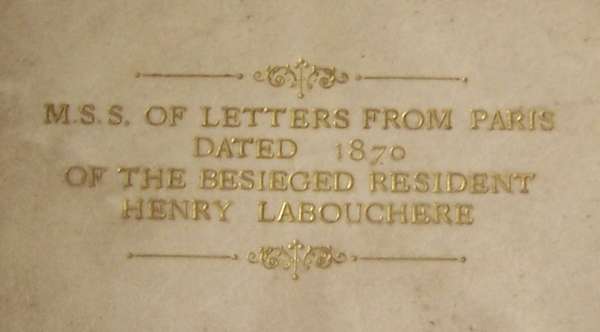 M.S.S. OF LETTERS FROM PARIS
DATED 1870
OF THE BESIEGED RESIDENT
HENRY LABOUCHERE